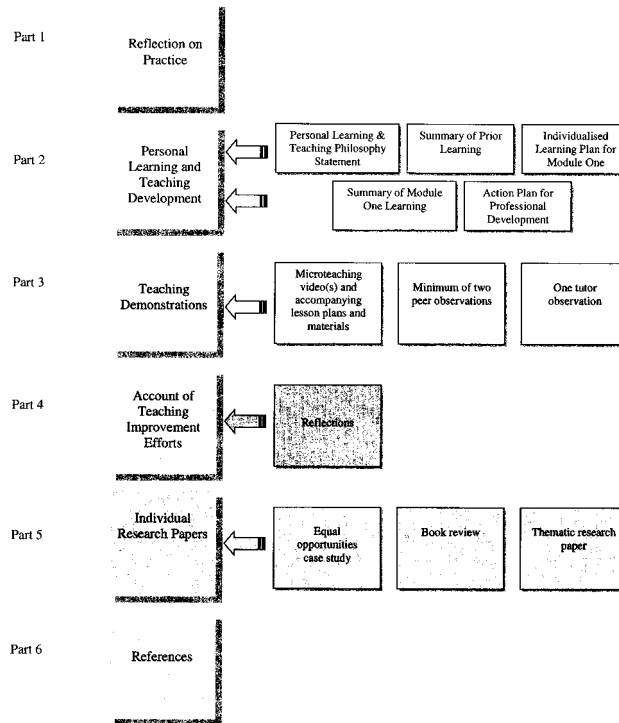 Part 1
Reflection on
Practice
Part 2
Personal
Learning and
Teaching
Development
Personal Learning &
Teaching Philosophy
Statement
Summary of Prior
Learning
Individualised
Learning Plan for
Module One
Summary of Module
One Learning
Action Plan for
Professional
Development
Part 3
Teaching
Demonstrations
Microteaching
video(s) and
accompanying
lesson plans and
materials
Minimum of two
peer observations
One tutor
observation
Part 4
Account of
Teaching
Improvement
Efforts
Reflections
Part 5
Individual
Research Papers
Equal
opportunities
case study
Book review
Thematic research
paper
Part 6
References